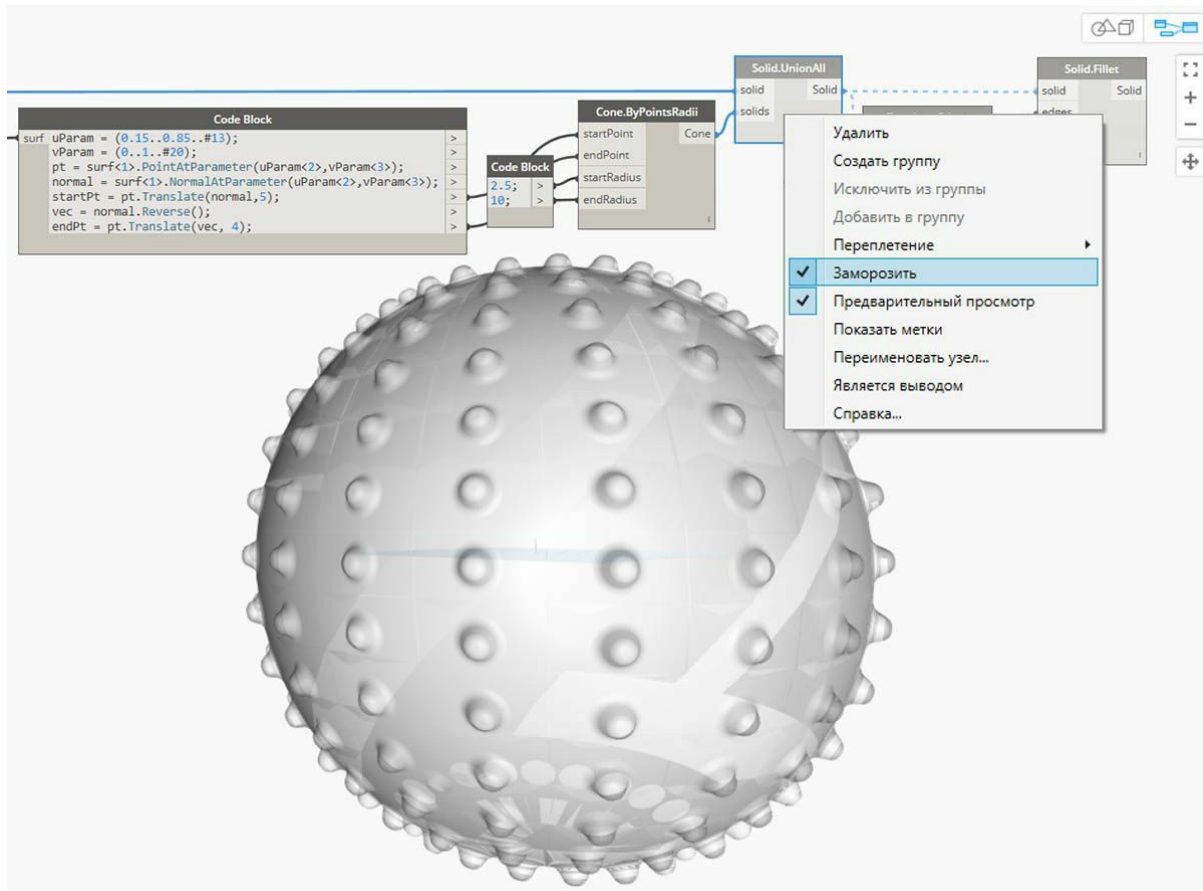 Solid.UnionAll
solid Solid
solids
Solid.Fillet
solid Solid
edges
Code Block
surf uParam = (0.15..0.85..#13); >
vParam = (0..1..#20); >
pt = surf<1>.PointAtParameter(uParam<2>,vParam<3>); >
normal = surf<1>.NormalAtParameter(uParam<2>,vParam<3>); >
startPt = pt.Translate(normal,5); >
vec = normal.Reverse(); >
endPt = pt.Translate(vec, 4); >
Code Block
2.5; >
10; >
Cone.ByPointsRadii
startPoint Cone
endPoint
startRadius
endRadius
Удалить
Создать группу
Исключить из группы
Добавить в группу
Переплетение
Заморозить
Предварительный просмотр
Показать метки
Переименовать узел...
Является выводом
Справка...